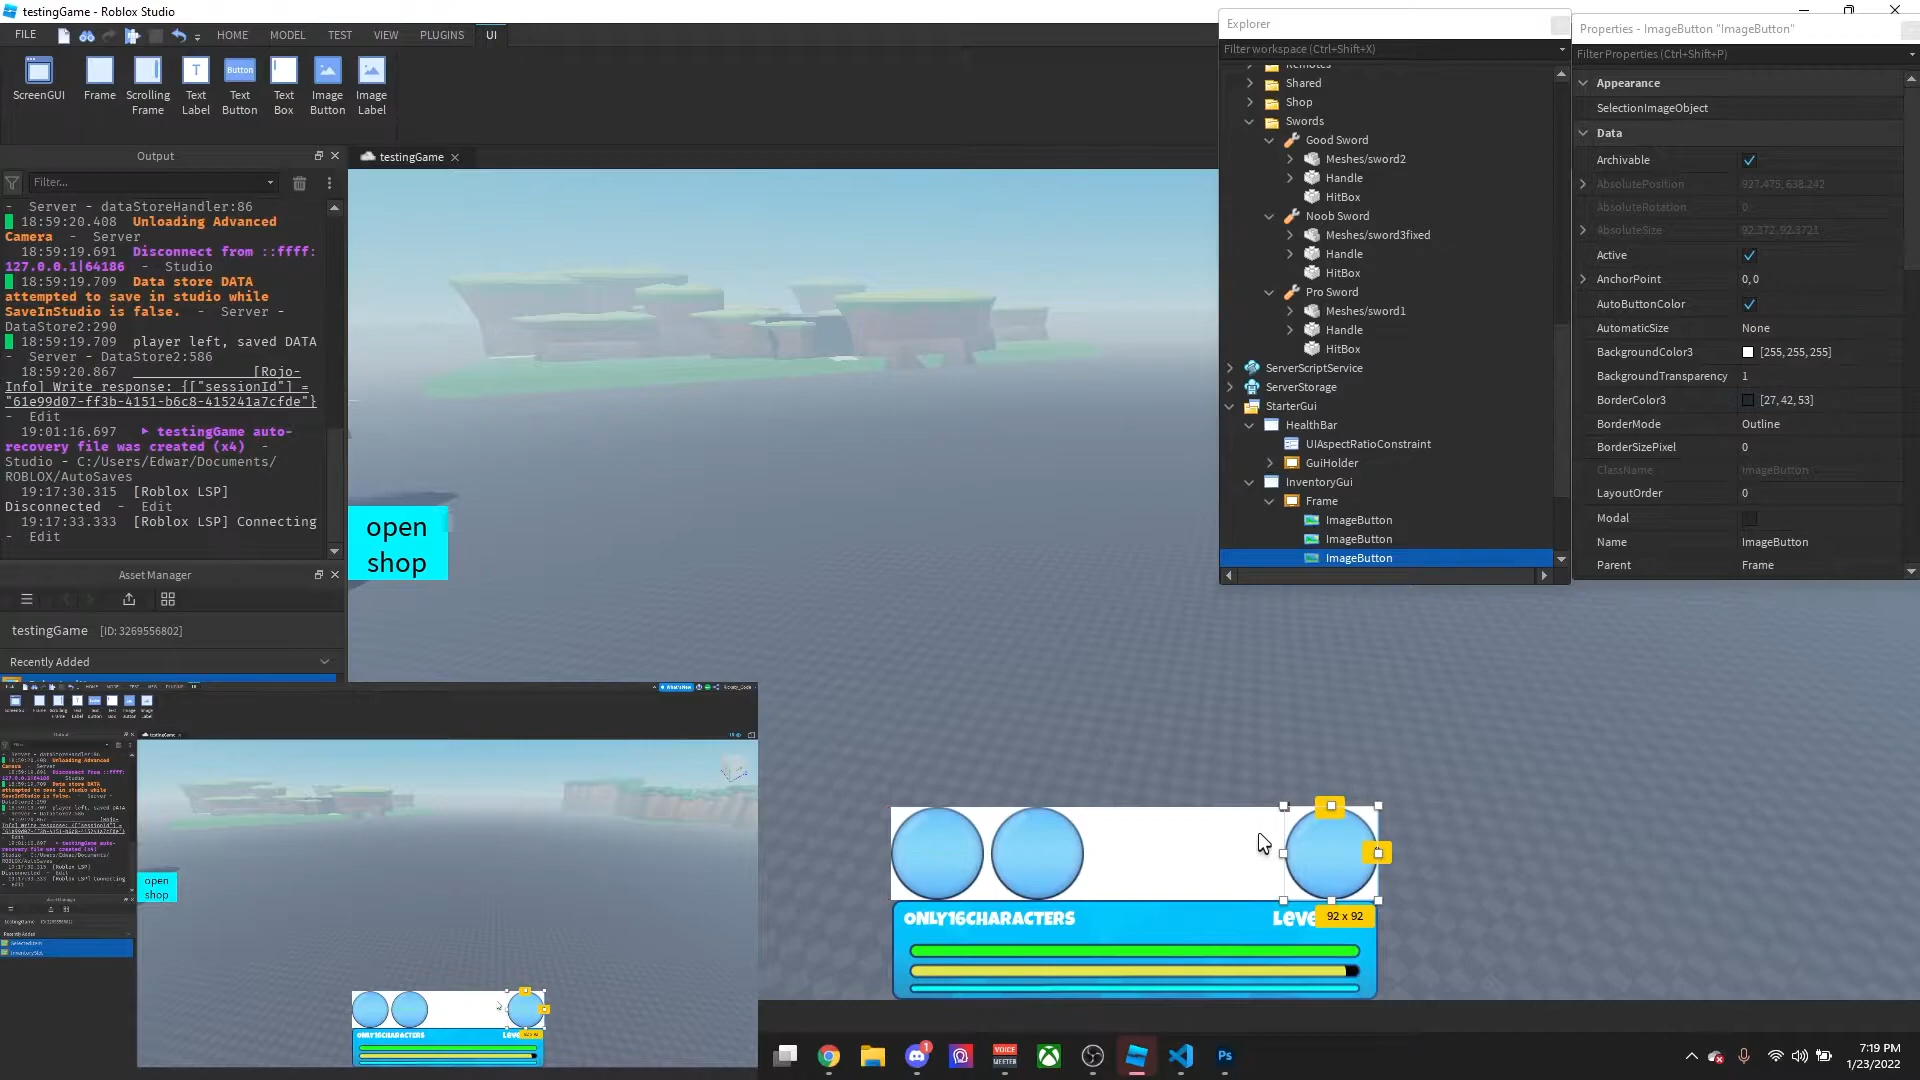 testingGame - Roblox Studio
FILE
HOME
MODEL
TEST
VIEW
PLUGINS
UI
ScreenGUI
Frame
Scrolling
Frame
Text
Label
Button
Text
Button
Text
Box
Image
Button
Image
Label
Output
Filter...
- Server - dataStoreHandler:86
18:59:20.408 Unloading Advanced
Camera - Server
18:59:19.691 Disconnect from ::ffff:
127.0.0.1|64186 - Studio
18:59:19.709 Data store DATA
attempted to save in studio while
SaveInStudio is false. - Server -
DataStore2:290
18:59:19.709 player left, saved DATA
- Server - DataStore2:586
18:59:20.867 [Rojo-
Info] Write response: {["sessionId"] =
"61e99d07-ff3b-4151-b6c8-415241a7cfde"}
- Edit
19:01:16.697 ▶ testingGame auto-
recovery file was created (x4) -
Studio - C:/Users/Edwar/Documents/
ROBLOX/AutoSaves
19:17:30.315 [Roblox LSP]
Disconnected - Edit
19:17:33.333 [Roblox LSP] Connecting
- Edit
Asset Manager
testingGame [ID: 3269556802]
Recently Added
testingGame
open
shop
Explorer
Filter workspace (Ctrl+Shift+X)
Remotes
Shared
Shop
Swords
Good Sword
Meshes/sword2
Handle
HitBox
Noob Sword
Meshes/sword3fixed
Handle
HitBox
Pro Sword
Meshes/sword1
Handle
HitBox
ServerScriptService
ServerStorage
StarterGui
HealthBar
UIAspectRatioConstraint
GuiHolder
InventoryGui
Frame
ImageButton
ImageButton
ImageButton
Properties - ImageButton "ImageButton"
Filter Properties (Ctrl+Shift+P)
Appearance
SelectionImageObject
Data
Archivable
AbsolutePosition 927.475, 638.242
AbsoluteRotation 0
AbsoluteSize 92.372, 92.3721
Active
AnchorPoint 0, 0
AutoButtonColor
AutomaticSize None
BackgroundColor3 [255, 255, 255]
BackgroundTransparency 1
BorderColor3 [27, 42, 53]
BorderMode Outline
BorderSizePixel 0
ClassName ImageButton
LayoutOrder 0
Modal
Name ImageButton
Parent Frame
ONLY16CHARACTERS
Leve
92 x 92
open
shop
ONLY16CHARACTERS
Leve
1
VOICE
MEETER
Ps
7:19 PM
1/23/2022